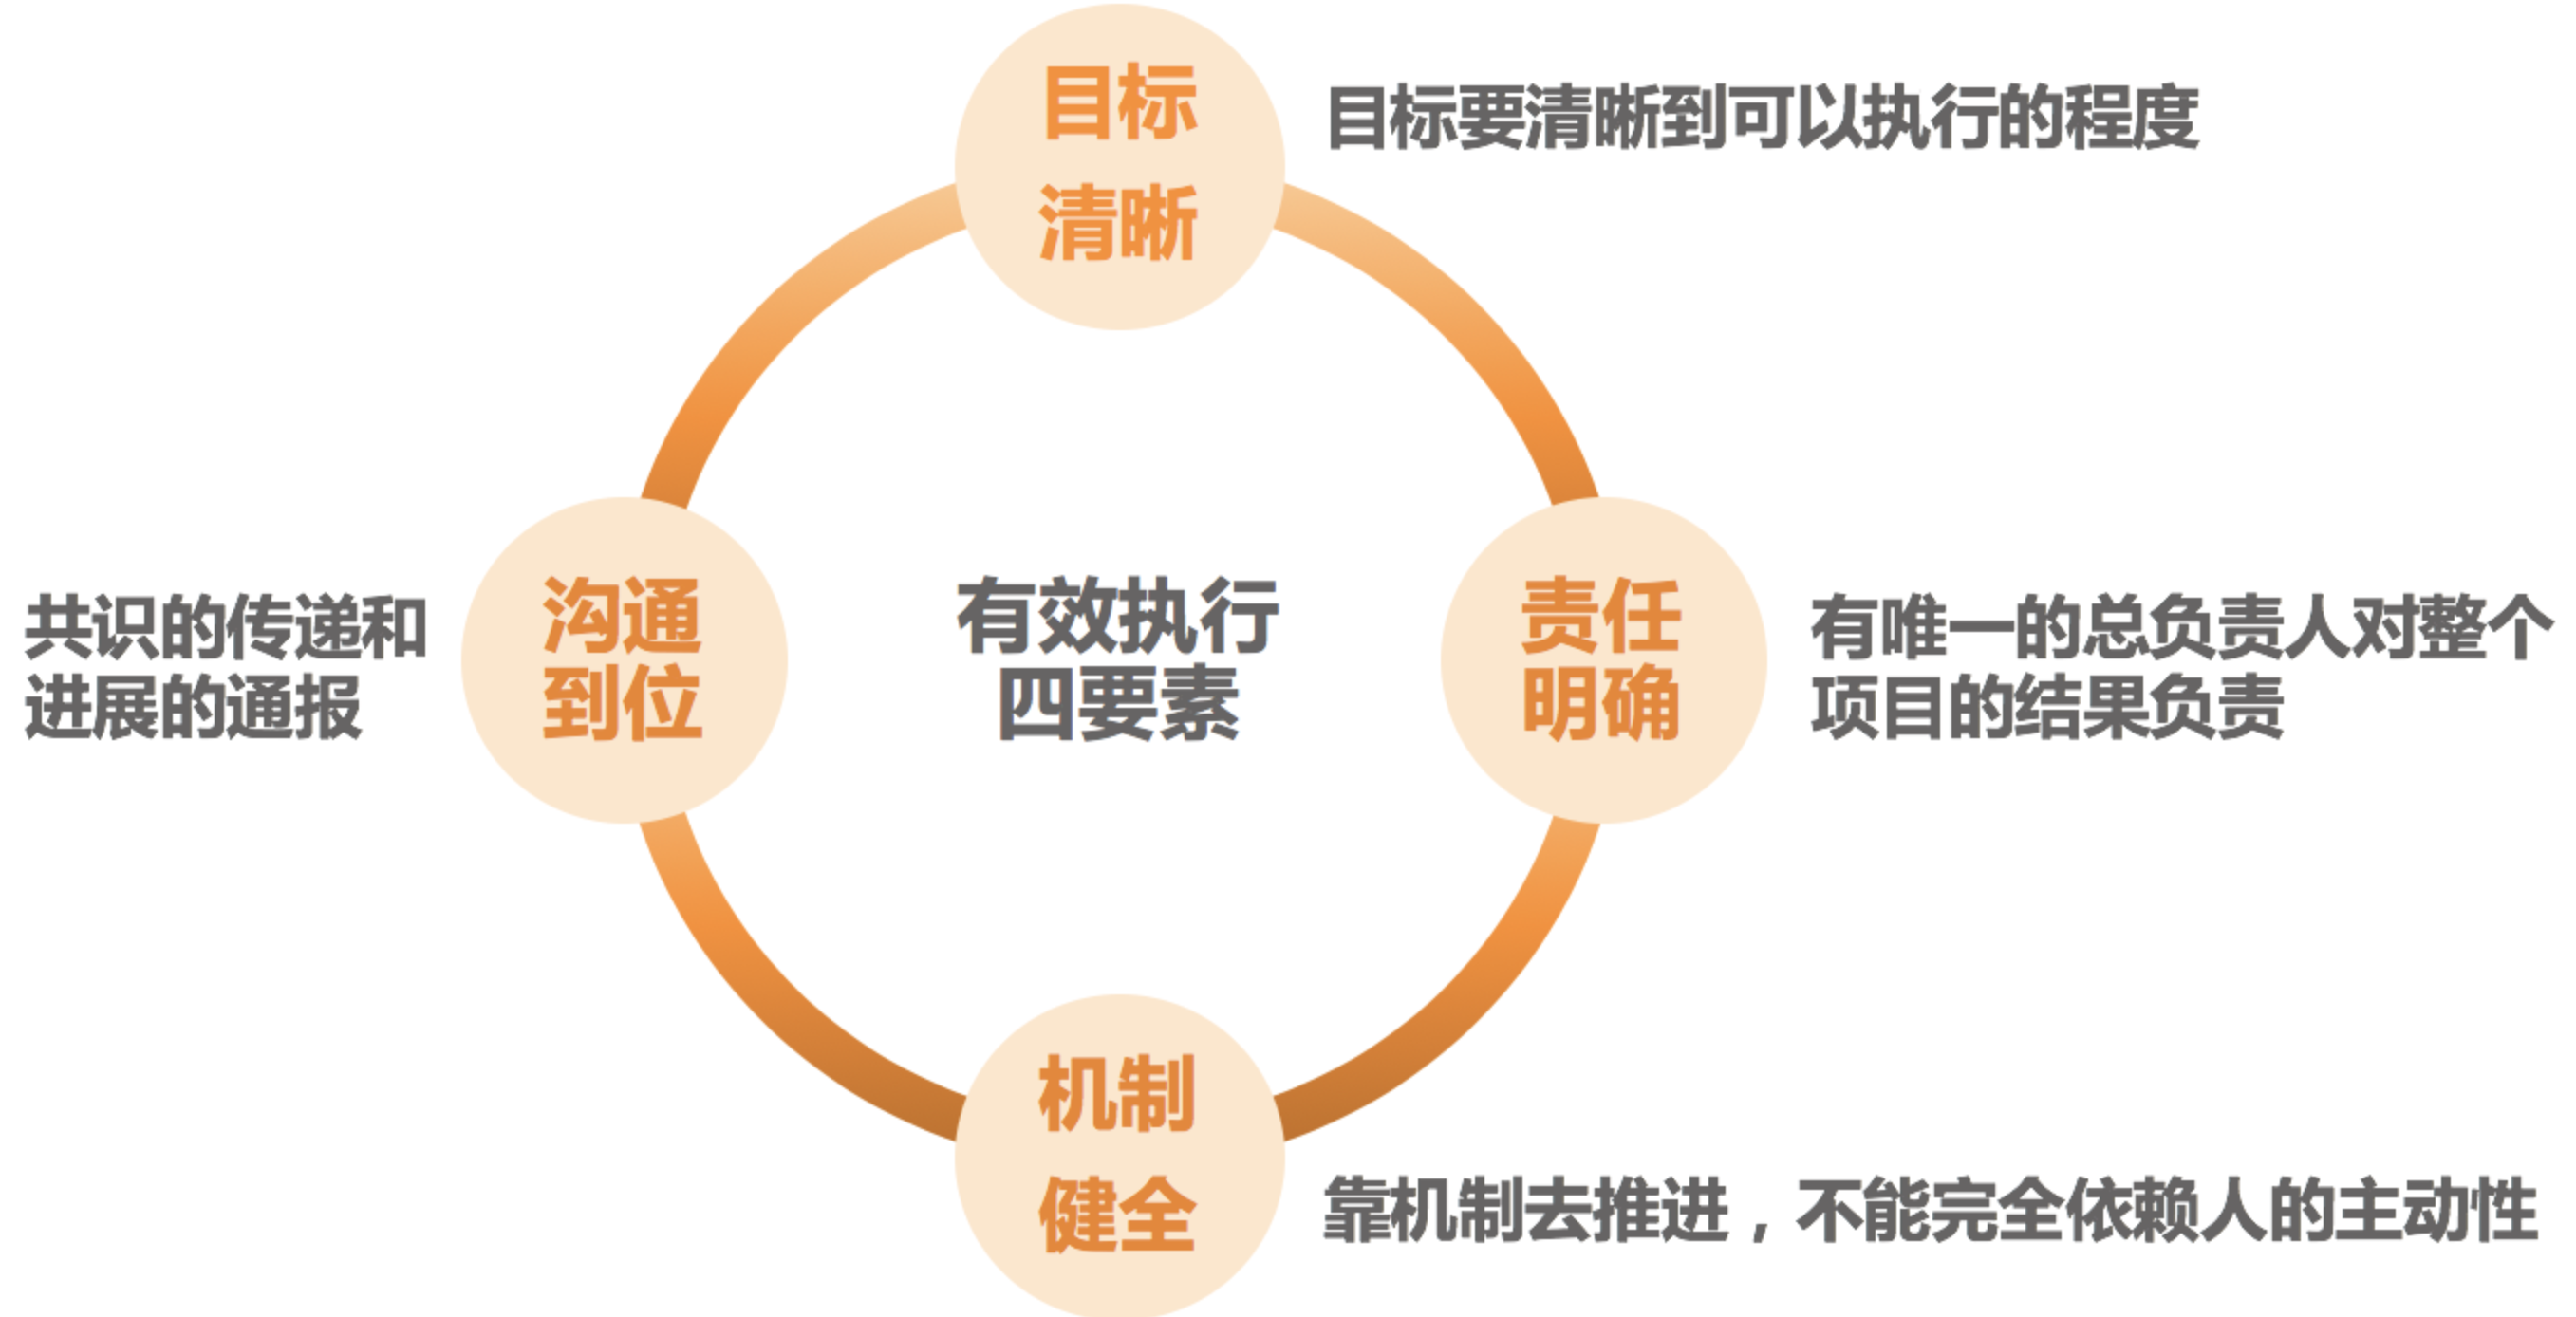 目标
清晰
目标要清晰到可以执行的程度
共识的传递和
进展的通报
沟通
到位
有效执行
四要素
责任
明确
有唯一的总负责人对整个
项目的结果负责
机制
健全
靠机制去推进，不能完全依赖人的主动性